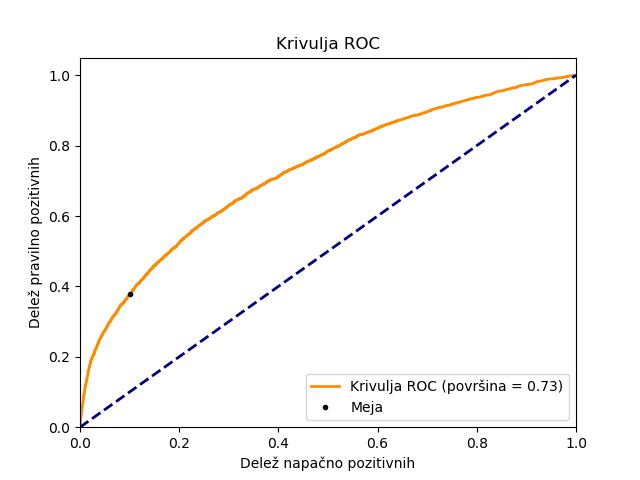 Krivulja ROC
Delež pravilno pozitivnih
1.0
0.8
0.6
0.4
0.2
0.0
Krivulja ROC (površina = 0.73)
Meja
0.0 0.2 0.4 0.6 0.8 1.0
Delež napačno pozitivnih